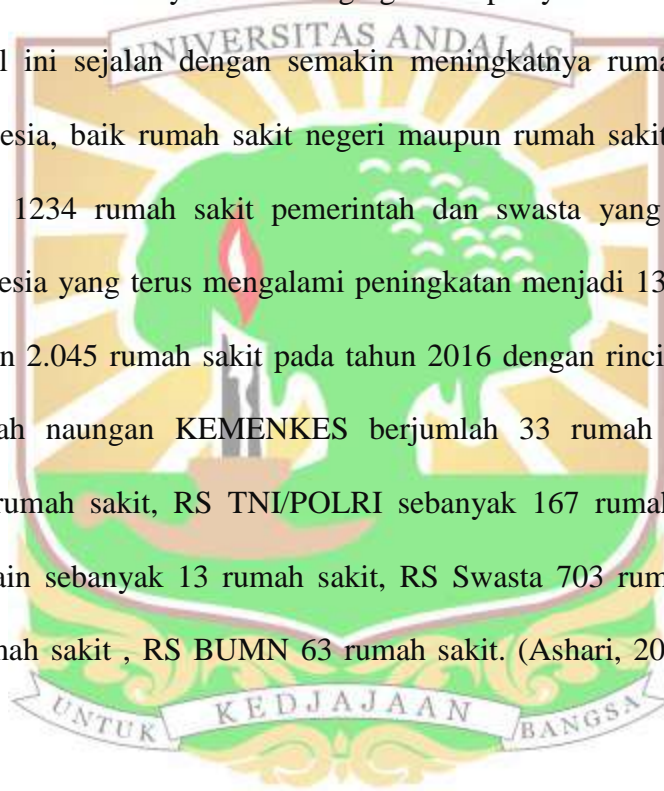 UNIVERSITAS ANDALAS
l ini sejalan dengan semakin meningkatnya ruma
esia, baik rumah sakit negeri maupun rumah sakit
1234 rumah sakit pemerintah dan swasta yang
esia yang terus mengalami peningkatan menjadi 13
n 2.045 rumah sakit pada tahun 2016 dengan rinci
ah naungan KEMENKES berjumlah 33 rumah
rumah sakit, RS TNI/POLRI sebanyak 167 rumah
ain sebanyak 13 rumah sakit, RS Swasta 703 rum
nah sakit , RS BUMN 63 rumah sakit. (Ashari, 20
UNTUK KEDJAJAAN BANGSA